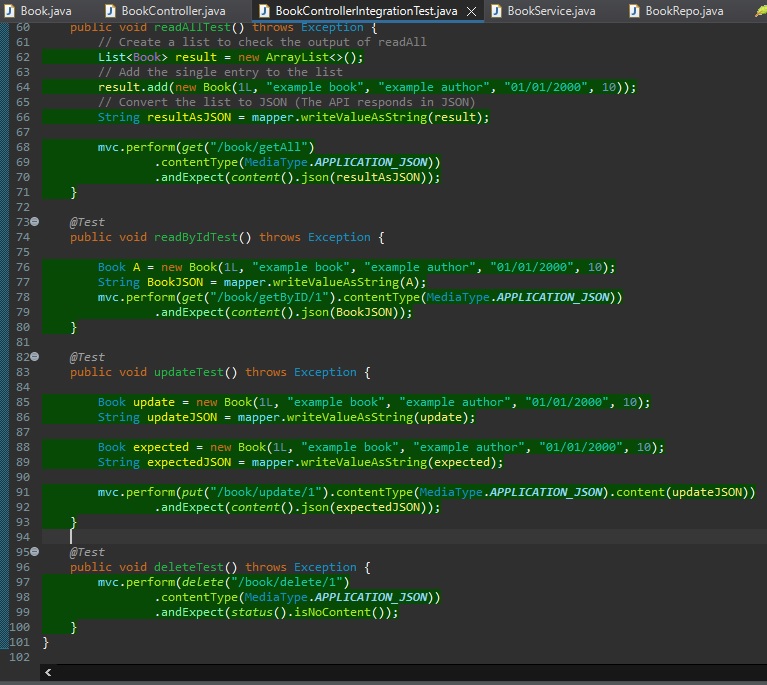 Book.java BookController.java BookControllerIntegrationTest.java BookService.java BookRepo.java
60 public void readAllTest() throws Exception {
61 // Create a list to check the output of readAll
62 List<Book> result = new ArrayList<>();
63 // Add the single entry to the list
64 result.add(new Book(1L, "example book", "example author", "01/01/2000", 10));
65 // Convert the list to JSON (The API responds in JSON)
66 String resultAsJSON = mapper.writeValueAsString(result);
67
68 mvc.perform(get("/book/getAll")
69 .contentType(MediaType.APPLICATION_JSON))
70 .andExpect(content().json(resultAsJSON));
71 }
72
73 @Test
74 public void readByIdTest() throws Exception {
75
76 Book A = new Book(1L, "example book", "example author", "01/01/2000", 10);
77 String BookJSON = mapper.writeValueAsString(A);
78 mvc.perform(get("/book/getByID/1").contentType(MediaType.APPLICATION_JSON))
79 .andExpect(content().json(BookJSON));
80 }
81
82 @Test
83 public void updateTest() throws Exception {
84
85 Book update = new Book(1L, "example book", "example author", "01/01/2000", 10);
86 String updateJSON = mapper.writeValueAsString(update);
87
88 Book expected = new Book(1L, "example book", "example author", "01/01/2000", 10);
89 String expectedJSON = mapper.writeValueAsString(expected);
90
91 mvc.perform(put("/book/update/1").contentType(MediaType.APPLICATION_JSON).content(updateJSON))
92 .andExpect(content().json(expectedJSON));
93 }
94
95 @Test
96 public void deleteTest() throws Exception {
97 mvc.perform(delete("/book/delete/1")
98 .contentType(MediaType.APPLICATION_JSON))
99 .andExpect(status().isNoContent());
100 }
101 }
102